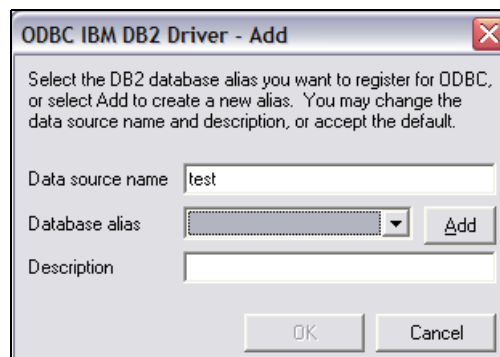 ODBC IBM DB2 Driver - Add
Select the DB2 database alias you want to register for ODBC,
or select Add to create a new alias. You may change the
data source name and description, or accept the default.
Data source name test
Database alias Add
Description
OK Cancel